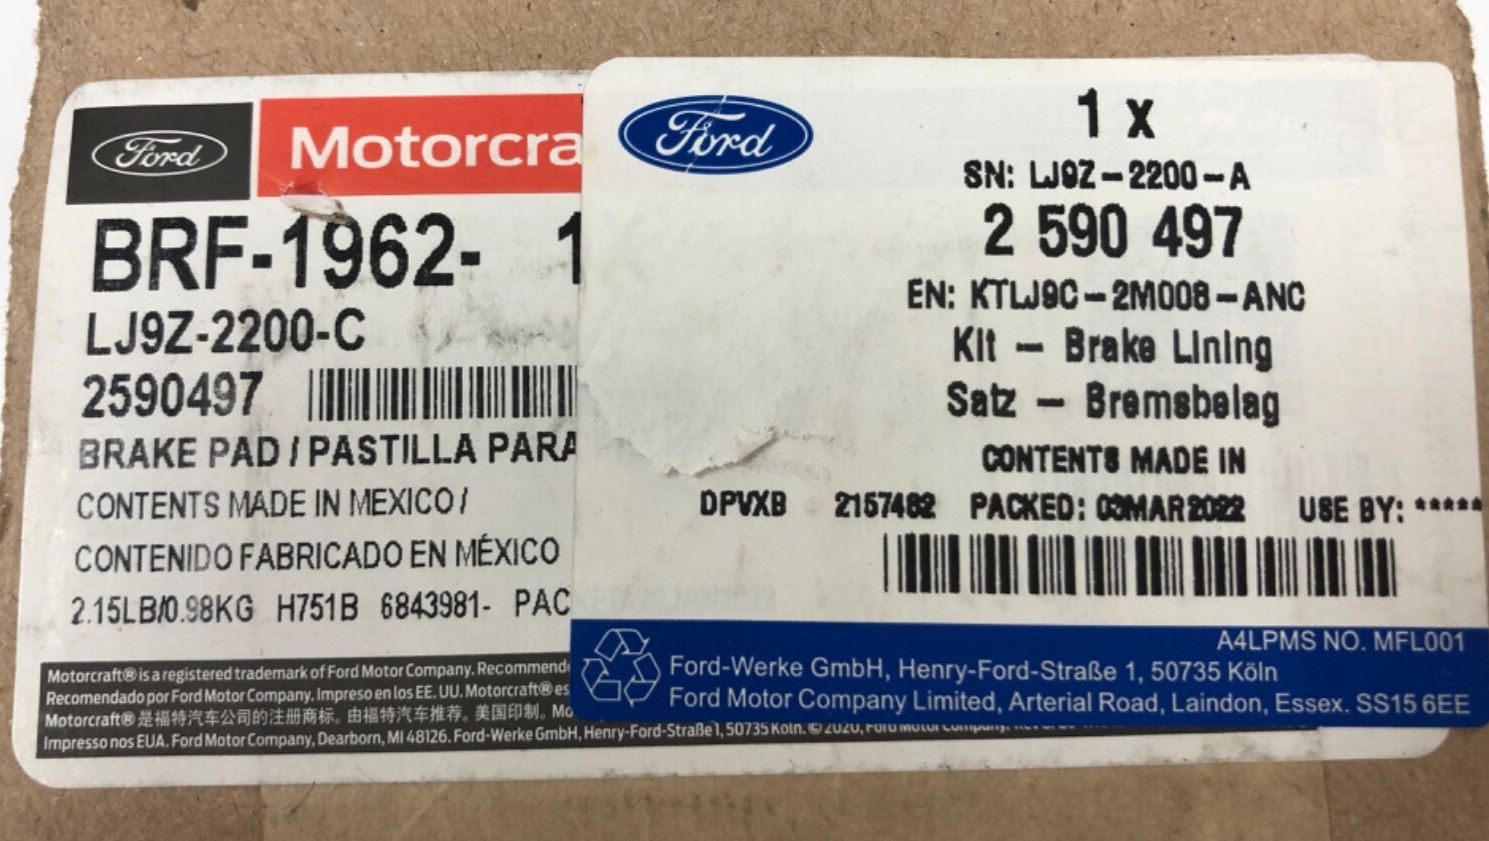 Ford Motorcra
BRF-1962- 1
LJ9Z-2200-C
2590497
BRAKE PAD / PASTILLA PARA
CONTENTS MADE IN MEXICO /
CONTENIDO FABRICADO EN MÉXICO
2.15LB/0.98KG H751B 6843981- PAC
Motorcraft® is a registered trademark of Ford Motor Company. Recommend
Recomendado por Ford Motor Company. Impreso en los EE. UU. Motorcraft® es
Motorcraft® 是福特汽车公司的注册商标。由福特汽车推荐。美国印制。Mo
Impresso nos EUA. Ford Motor Company, Dearborn, MI 48126. Ford-Werke GmbH, Henry-Ford-Straße 1, 50735 Köln. © 2020, Ford Motor Company.
Ford
1 x
SN: LJ9Z-2200-A
2 590 497
EN: KTLJ9C-2M008-ANC
Kit - Brake Lining
Satz - Bremsbelag
CONTENTS MADE IN
DPVXB 2157482 PACKED: 03MAR2022 USE BY: *****
A4LPMS NO. MFL001
Ford-Werke GmbH, Henry-Ford-Straße 1, 50735 Köln
Ford Motor Company Limited, Arterial Road, Laindon, Essex. SS15 6EE